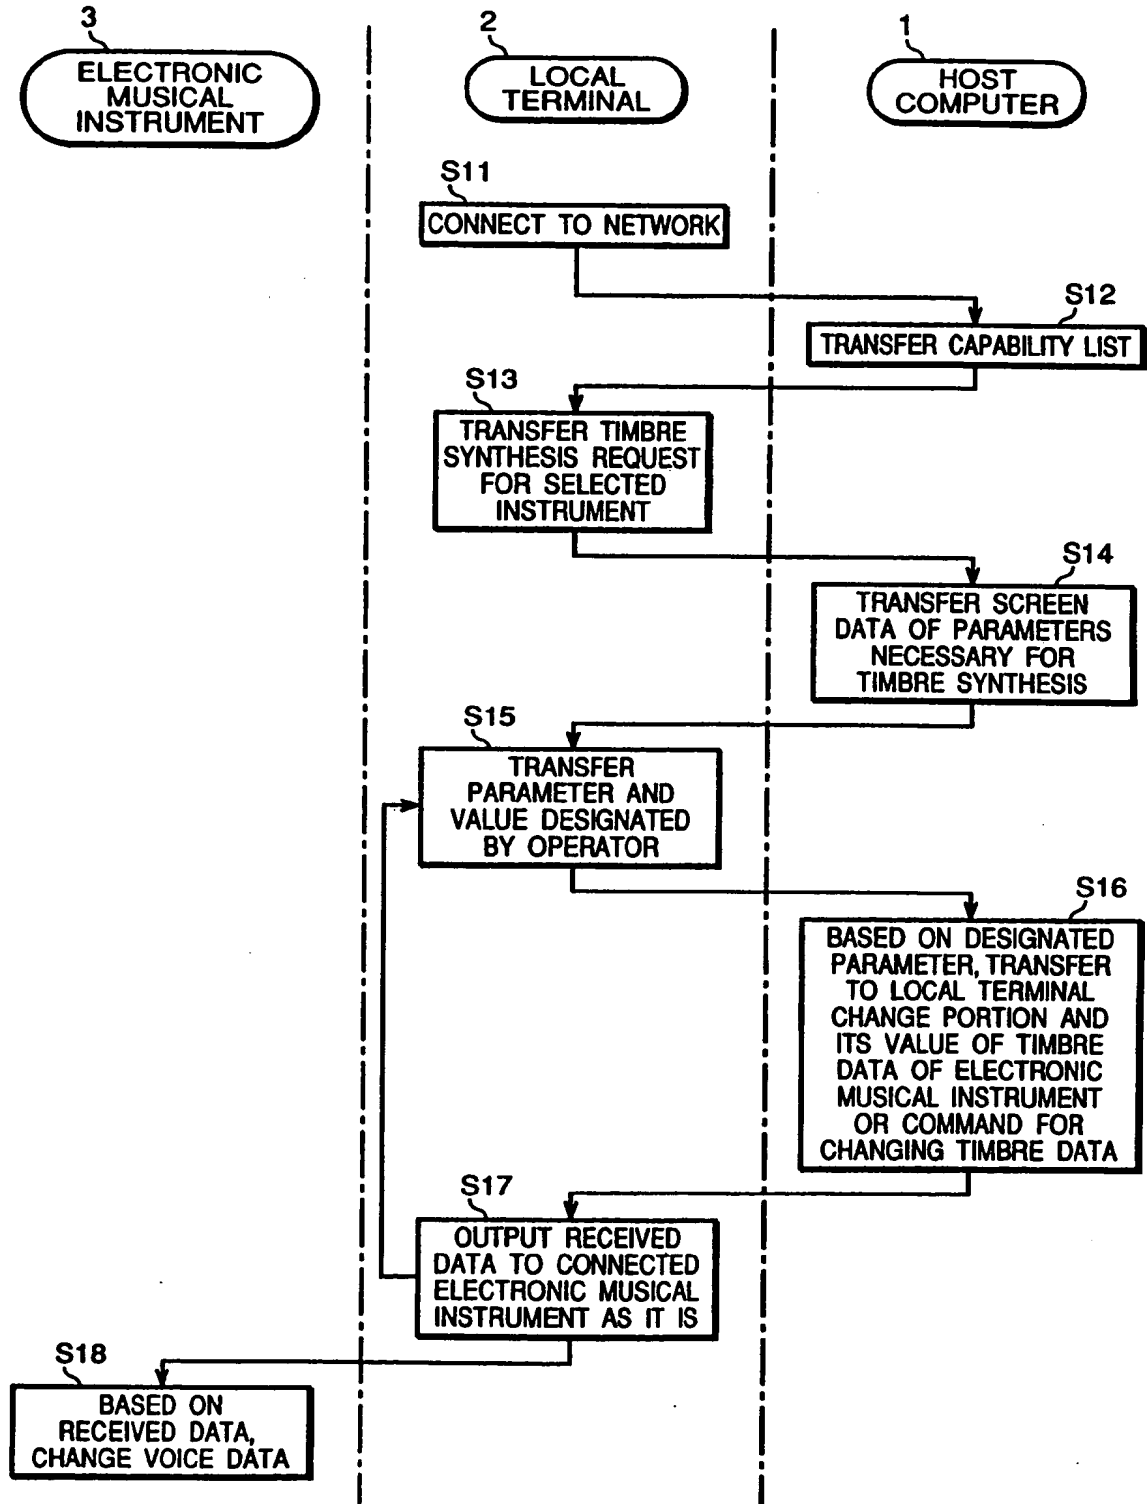 3
ELECTRONIC
MUSICAL
INSTRUMENT
2
LOCAL
TERMINAL
1
HOST
COMPUTER
S11
CONNECT TO NETWORK
S12
TRANSFER CAPABILITY LIST
S13
TRANSFER TIMBRE
SYNTHESIS REQUEST
FOR SELECTED
INSTRUMENT
S14
TRANSFER SCREEN
DATA OF PARAMETERS
NECESSARY FOR
TIMBRE SYNTHESIS
S15
TRANSFER
PARAMETER AND
VALUE DESIGNATED
BY OPERATOR
S16
BASED ON DESIGNATED
PARAMETER, TRANSFER
TO LOCAL TERMINAL
CHANGE PORTION AND
ITS VALUE OF TIMBRE
DATA OF ELECTRONIC
MUSICAL INSTRUMENT
OR COMMAND FOR
CHANGING TIMBRE DATA
S17
OUTPUT RECEIVED
DATA TO CONNECTED
ELECTRONIC MUSICAL
INSTRUMENT AS IT IS
S18
BASED ON
RECEIVED DATA,
CHANGE VOICE DATA